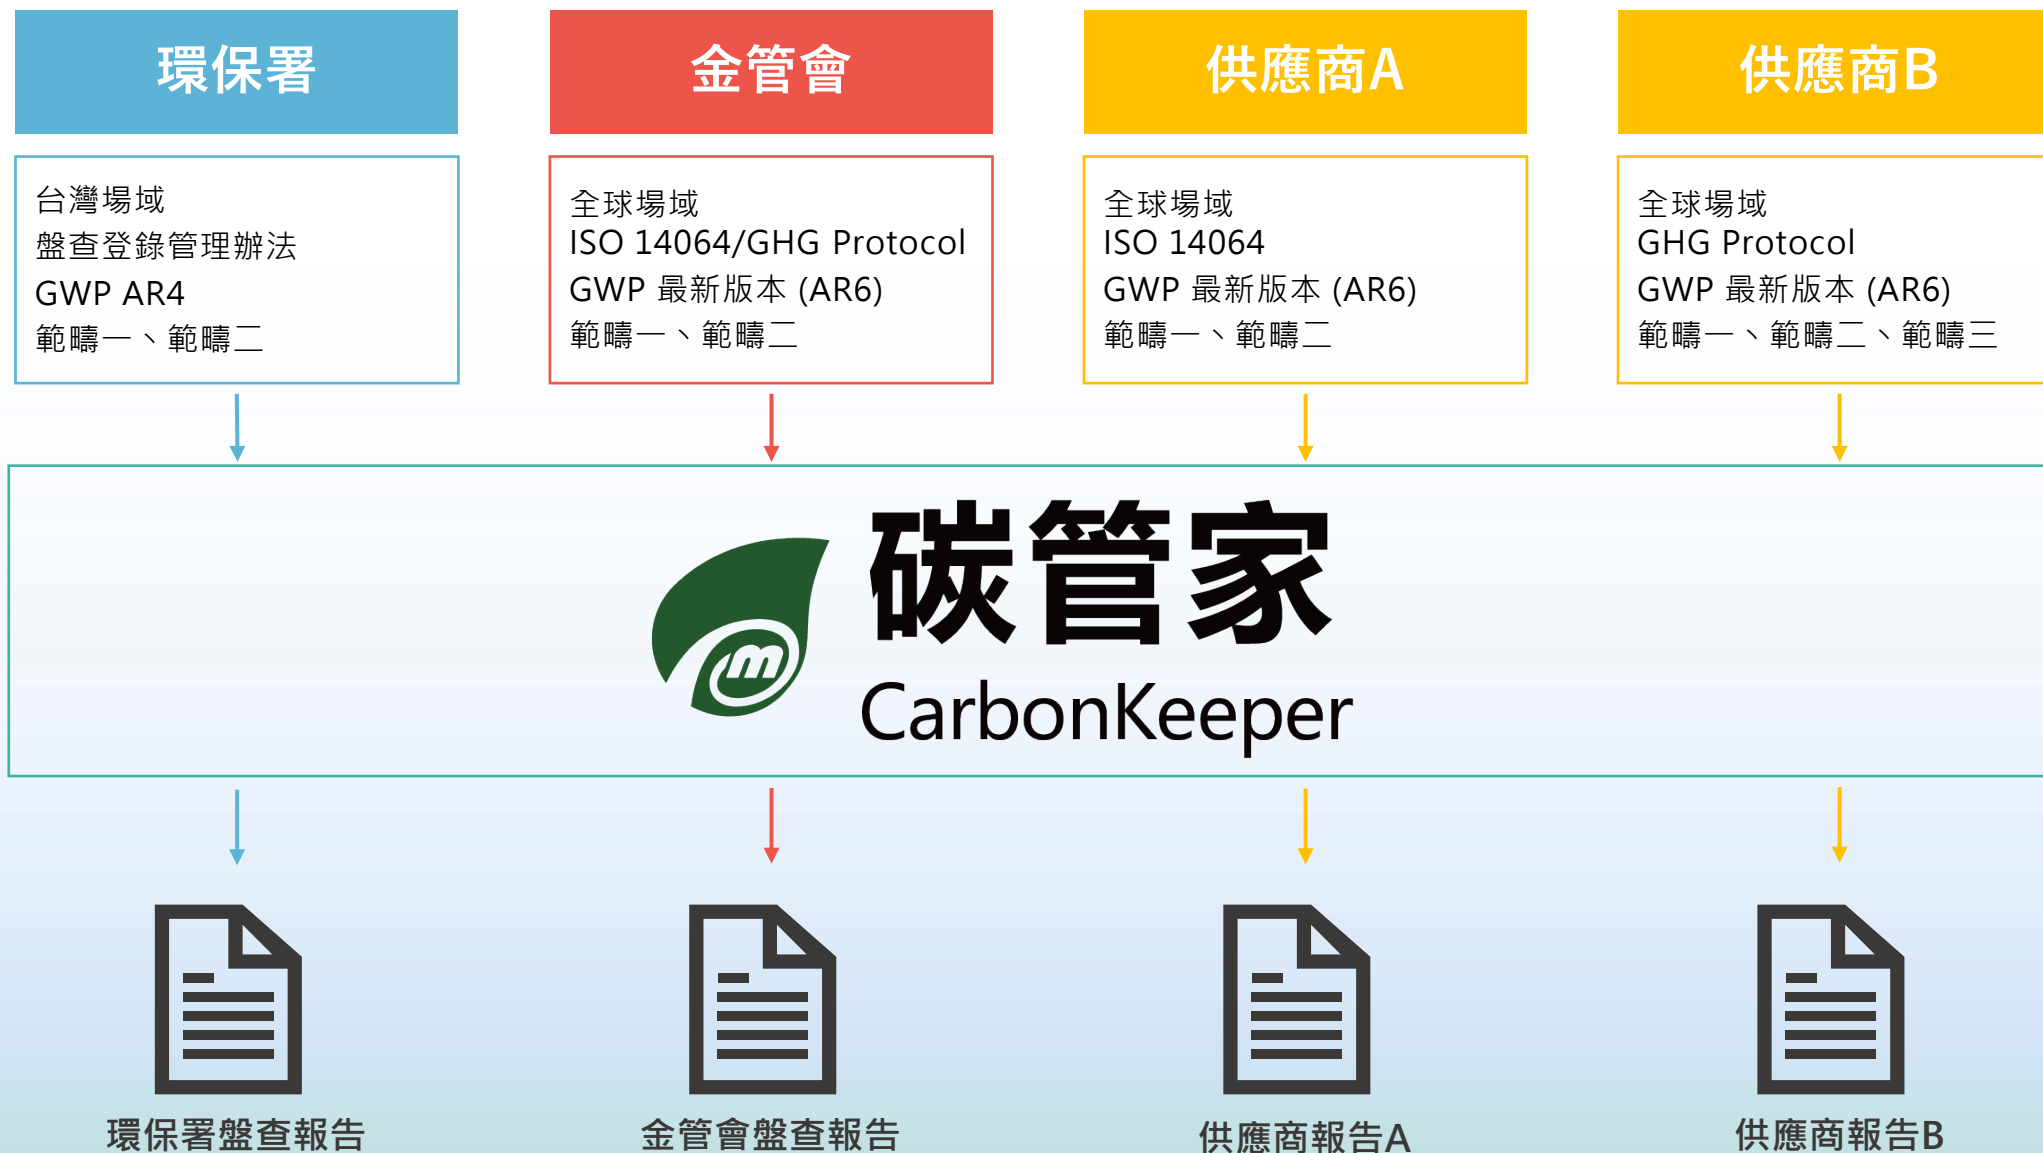 環保署
金管會
供應商A
供應商B
台灣場域
盤查登錄管理辦法
GWP AR4
範疇一、範疇二
全球場域
ISO 14064/GHG Protocol
GWP 最新版本 (AR6)
範疇一、範疇二
全球場域
ISO 14064
GWP 最新版本 (AR6)
範疇一、範疇二
全球場域
GHG Protocol
GWP 最新版本 (AR6)
範疇一、範疇二、範疇三
m
碳管家
CarbonKeeper
環保署盤查報告
金管會盤查報告
供應商報告A
供應商報告B